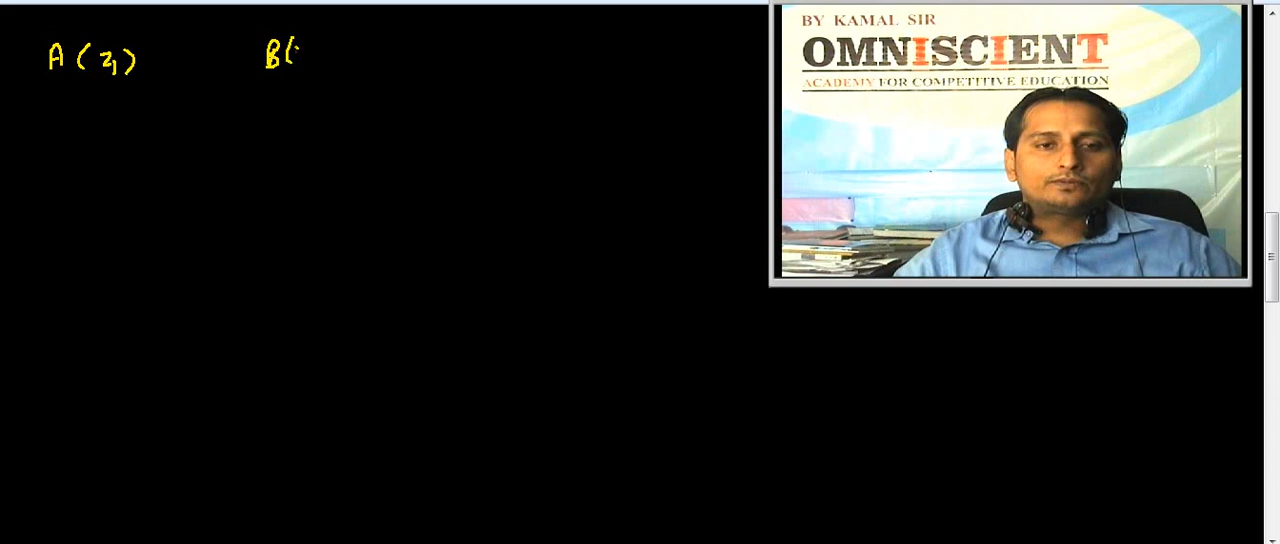 A ( z₁ ) B (
BY KAMAL SIR
OMNISCIENT
ACADEMY FOR COMPETITIVE EDUCATION